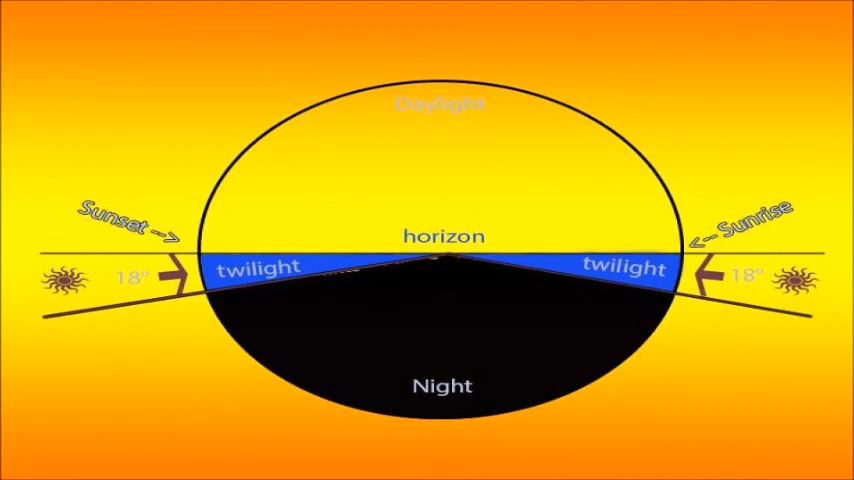 Daylight
Sunset -->
<-- Sunrise
horizon
twilight
twilight
18°
18°
Night